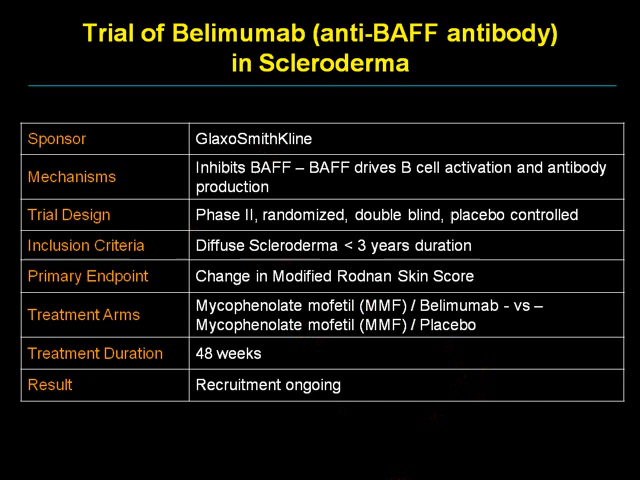 Trial of Belimumab (anti-BAFF antibody)
in Scleroderma
Sponsor GlaxoSmithKline
Mechanisms Inhibits BAFF – BAFF drives B cell activation and antibody
production
Trial Design Phase II, randomized, double blind, placebo controlled
Inclusion Criteria Diffuse Scleroderma < 3 years duration
Primary Endpoint Change in Modified Rodnan Skin Score
Treatment Arms Mycophenolate mofetil (MMF) / Belimumab - vs –
Mycophenolate mofetil (MMF) / Placebo
Treatment Duration 48 weeks
Result Recruitment ongoing